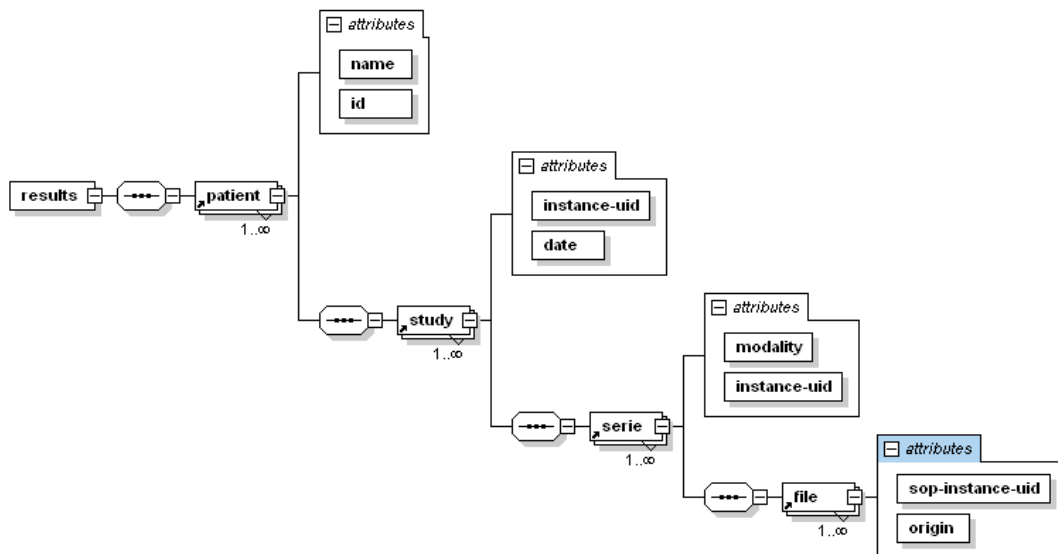 attributes
name
id
results
patient
1..∞
attributes
instance-uid
date
study
1..∞
attributes
modality
instance-uid
serie
1..∞
attributes
sop-instance-uid
origin
file
1..∞